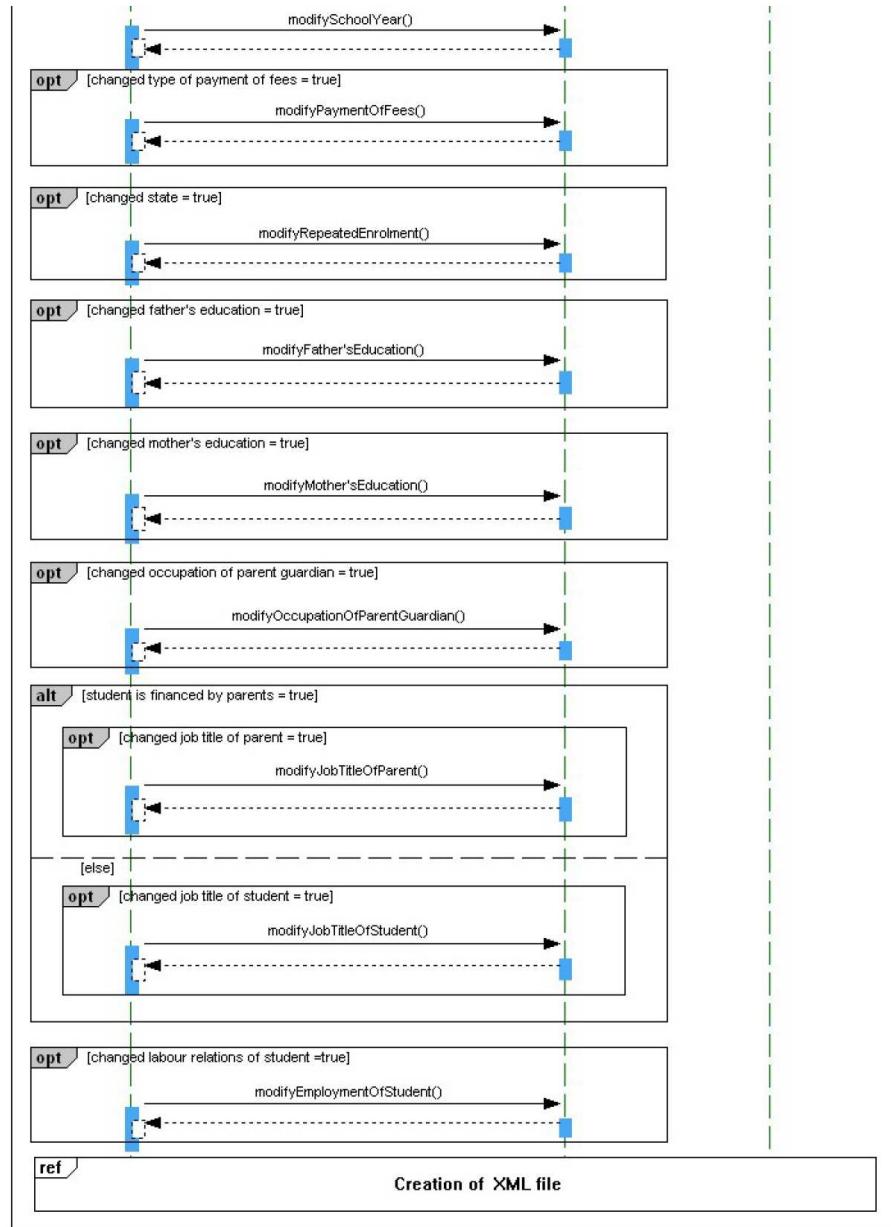 modifySchoolYear()
opt [changed type of payment of fees = true]
modifyPaymentOfFees()
opt [changed state = true]
modifyRepeatedEnrolment()
opt [changed father's education = true]
modifyFather'sEducation()
opt [changed mother's education = true]
modifyMother'sEducation()
opt [changed occupation of parent guardian = true]
modifyOccupationOfParentGuardian()
alt [student is financed by parents = true]
opt [changed job title of parent = true]
modifyJobTitleOfParent()
[else]
opt [changed job title of student = true]
modifyJobTitleOfStudent()
opt [changed labour relations of student =true]
modifyEmploymentOfStudent()
ref
Creation of XML file